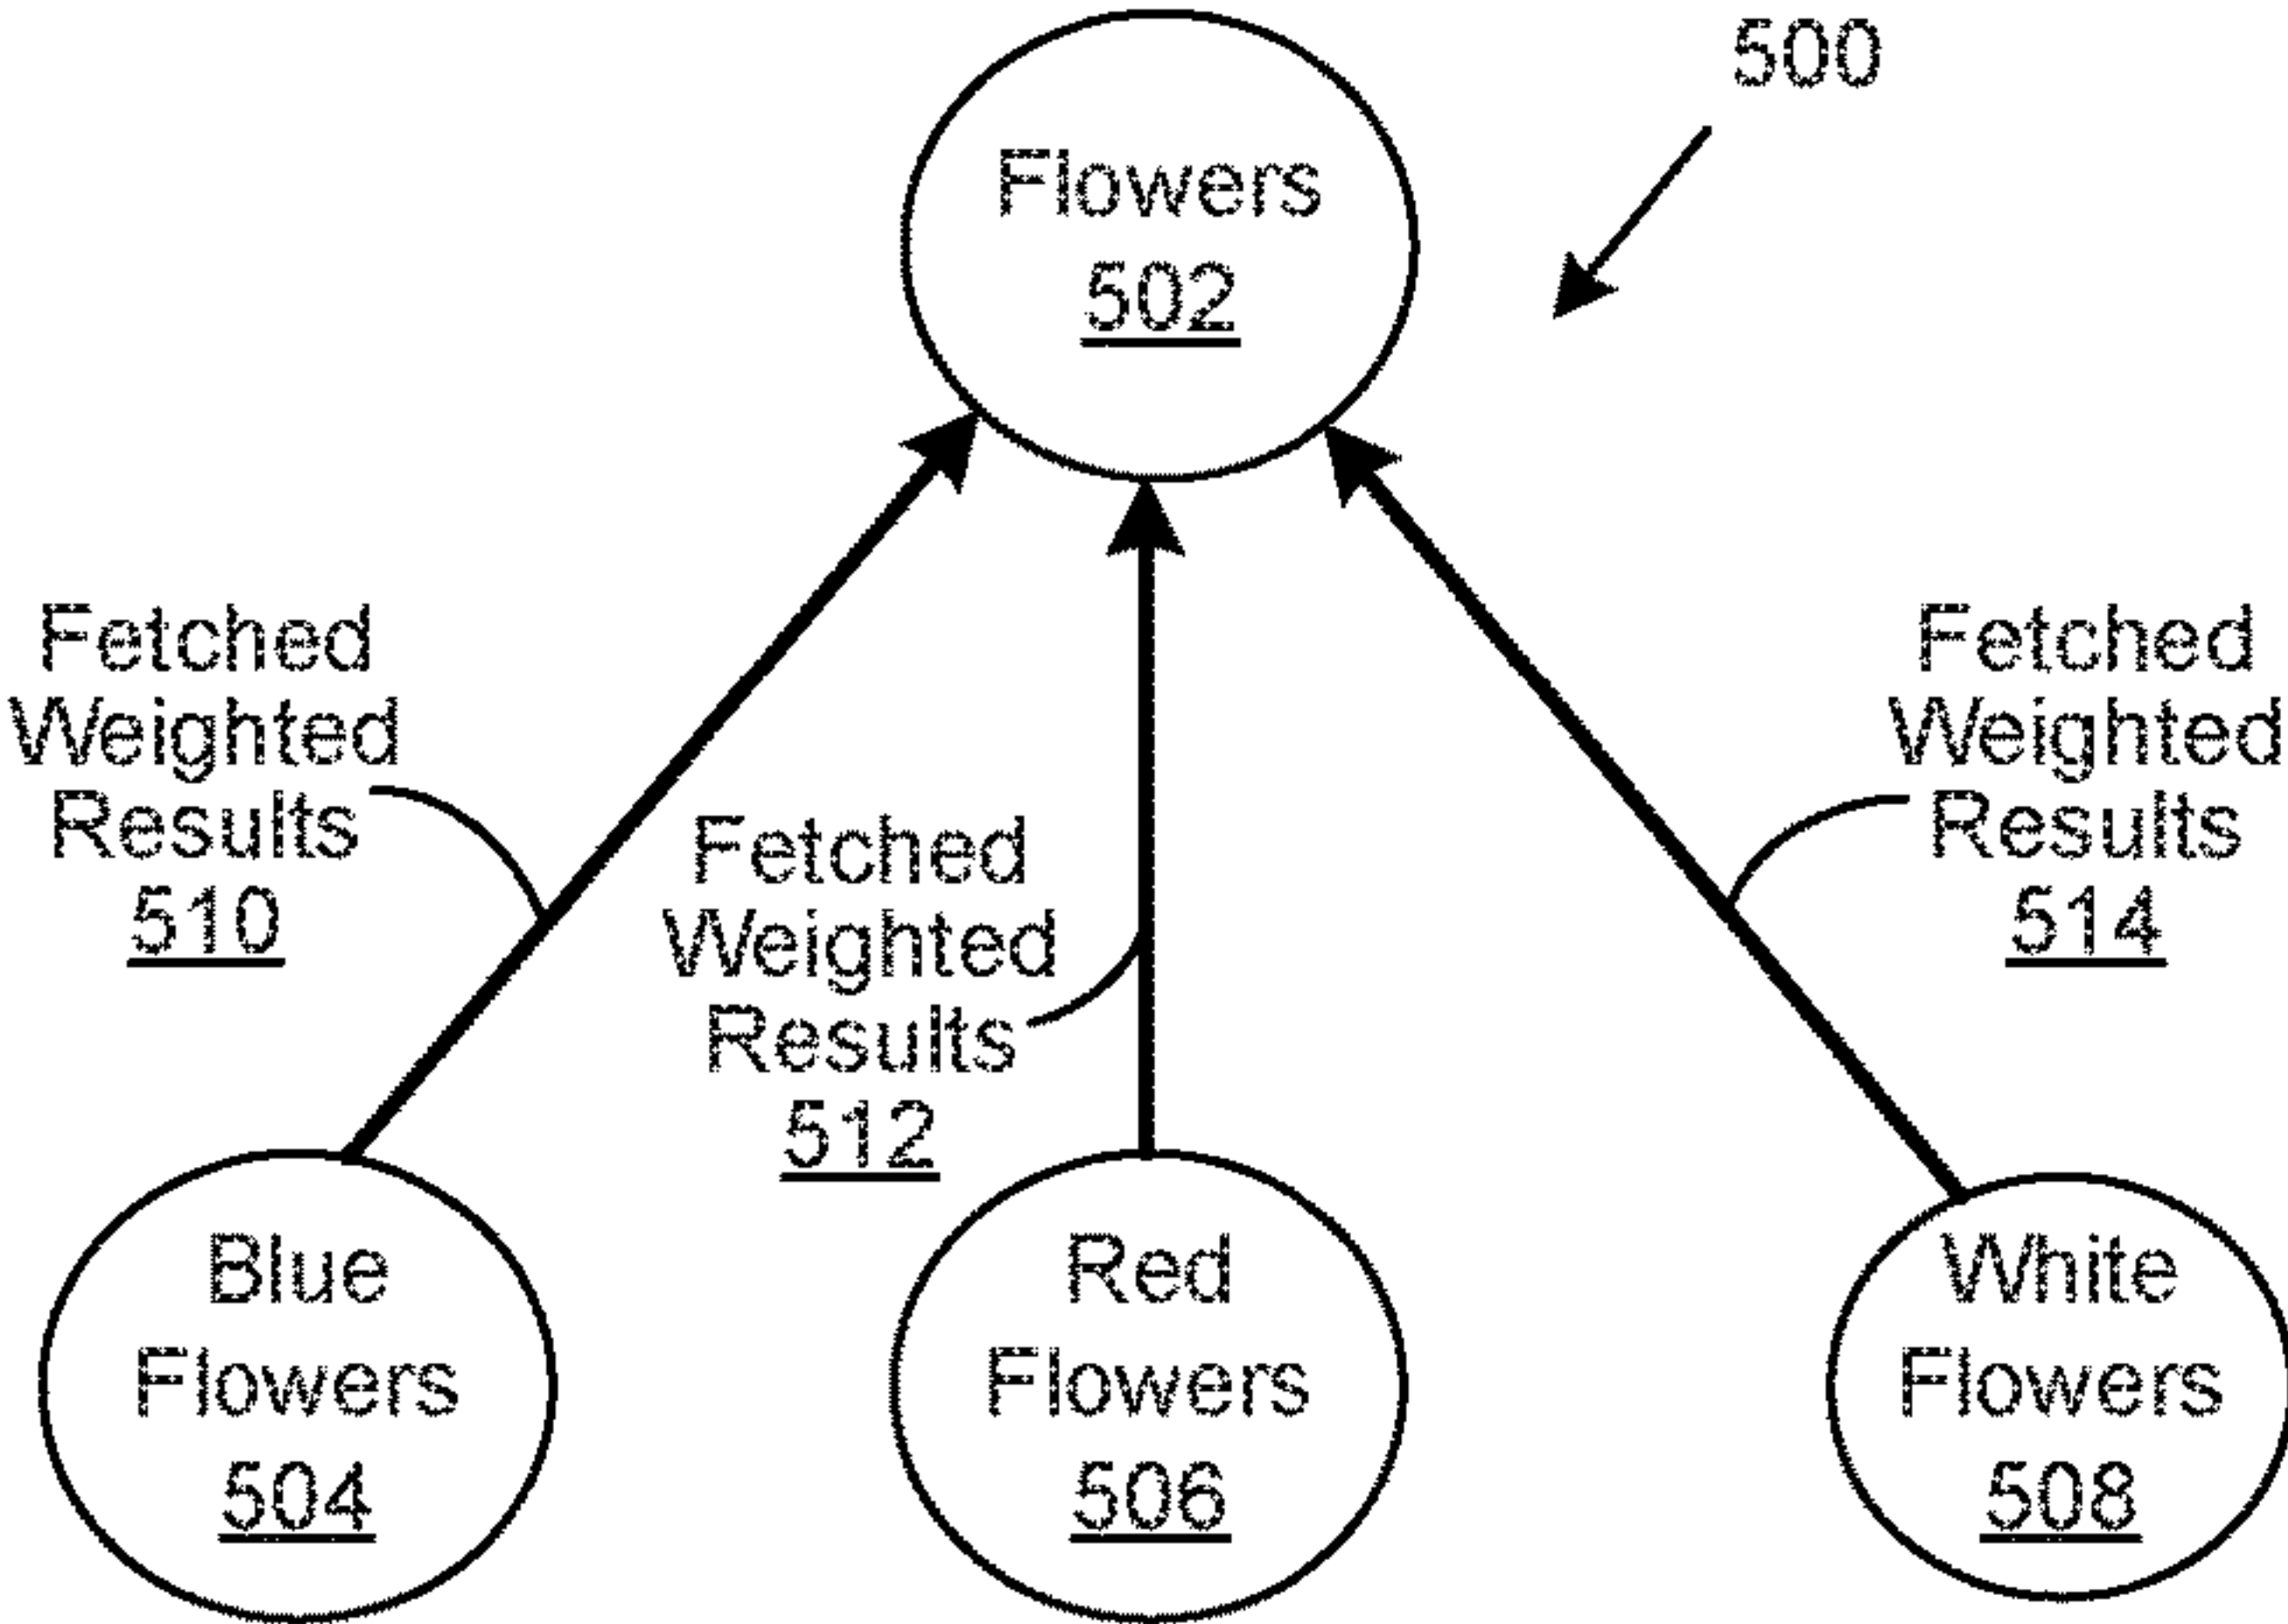 500
Flowers
502
Fetched
Weighted
Results
510
Fetched
Weighted
Results
512
Fetched
Weighted
Results
514
Blue
Flowers
504
Red
Flowers
506
White
Flowers
508